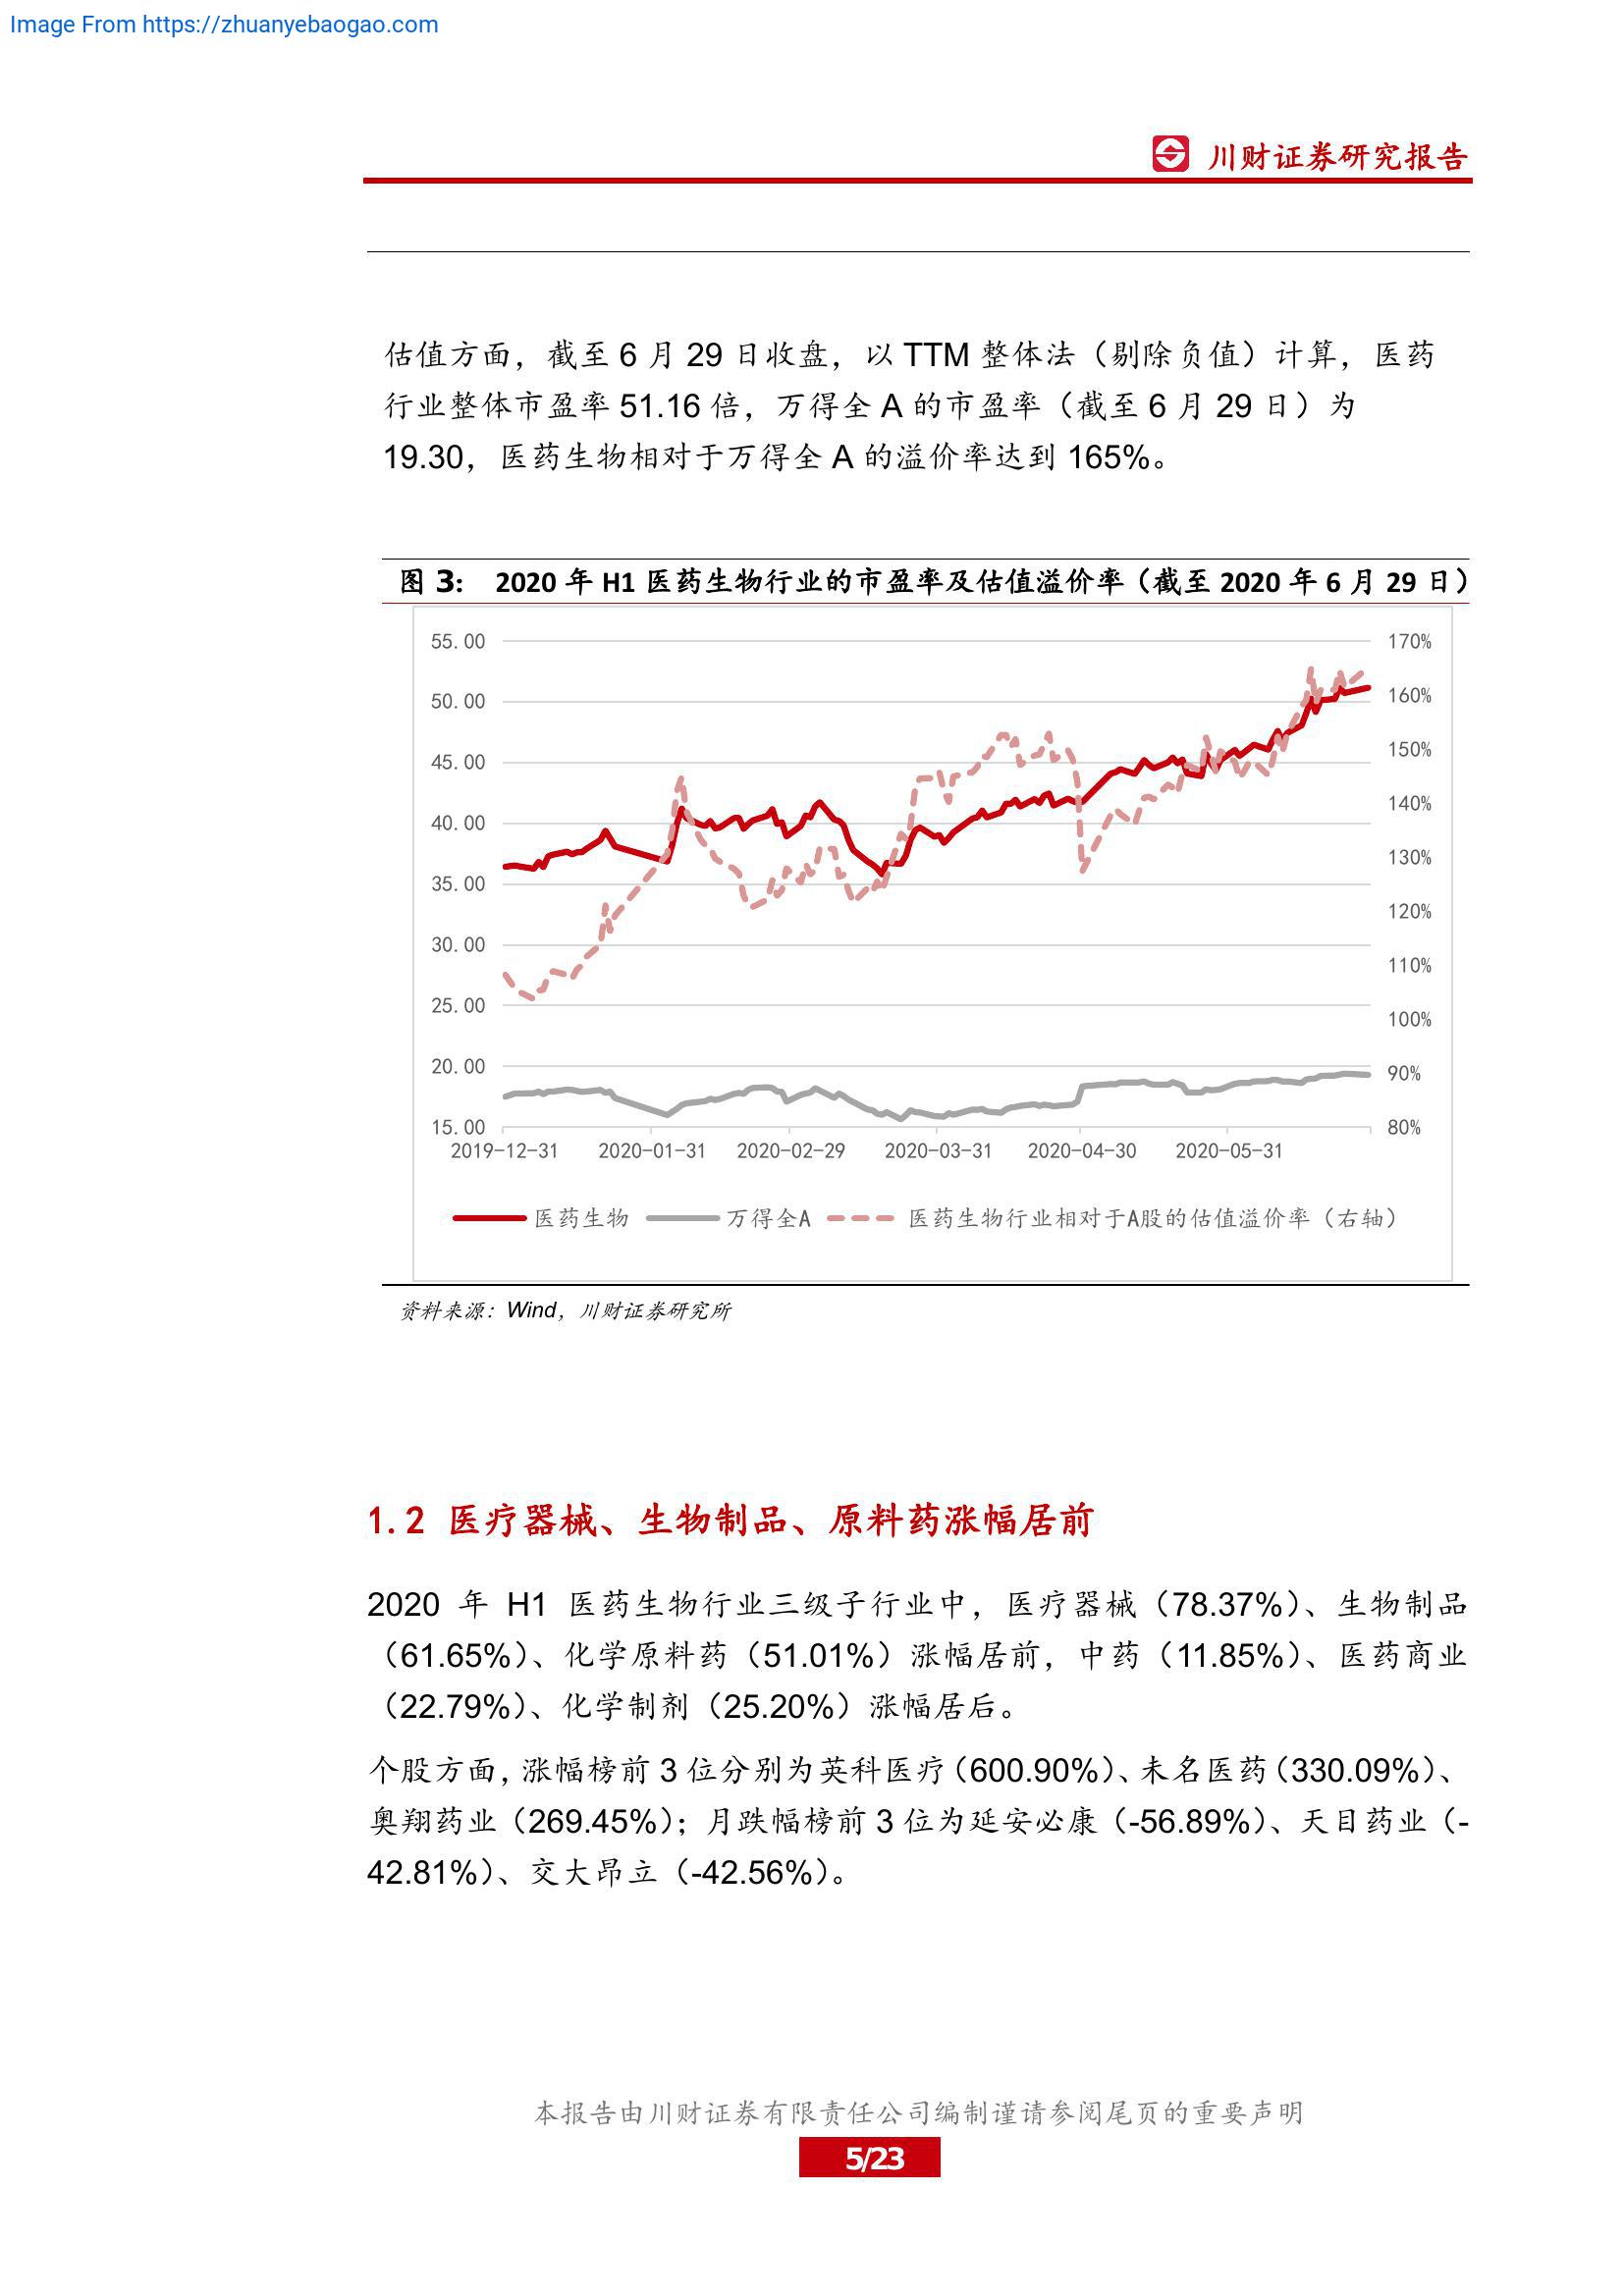 Image From https://zhuanyebaogao.com
川财证券研究报告
估值方面，截至 6 月 29 日收盘，以 TTM 整体法（剔除负值）计算，医药
行业整体市盈率 51.16 倍，万得全 A 的市盈率（截至 6 月 29 日）为
19.30，医药生物相对于万得全 A 的溢价率达到 165%。
图 3： 2020 年 H1 医药生物行业的市盈率及估值溢价率（截至 2020 年 6 月 29 日）
55.00 170%
50.00 160%
45.00 150%
40.00 140%
35.00 130%
30.00 120%
25.00 110%
20.00 100%
15.00 90%
80%
2019-12-31 2020-01-31 2020-02-29 2020-03-31 2020-04-30 2020-05-31
医药生物 万得全A 医药生物行业相对于A股的估值溢价率（右轴）
资料来源：Wind，川财证券研究所
1.2 医疗器械、生物制品、原料药涨幅居前
2020 年 H1 医药生物行业三级子行业中，医疗器械（78.37%）、生物制品
（61.65%）、化学原料药（51.01%）涨幅居前，中药（11.85%）、医药商业
（22.79%）、化学制剂（25.20%）涨幅居后。
个股方面，涨幅榜前 3 位分别为英科医疗（600.90%）、未名医药（330.09%）、
奥翔药业（269.45%）；月跌幅榜前 3 位为延安必康（-56.89%）、天目药业（-
42.81%）、交大昂立（-42.56%）。
本报告由川财证券有限责任公司编制谨请参阅尾页的重要声明
5/23